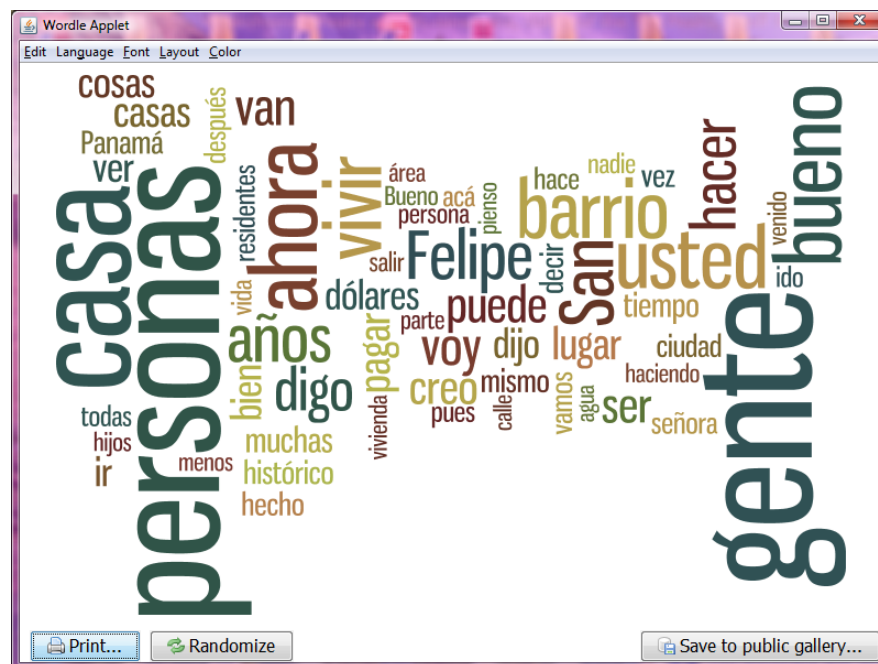 Wordle Applet
Edit Language Font Layout Color
cosas
casas
Panamá
ver
después
van
casa
personas
residentes
ahora
vivir
área
Bueno acá
persona
pienso
hace
nadie
vez
barrio
hacer
venido
bueno
salir
Felipe
decir
San
usted
ido
vida
dólares
parte
puede
tiempo
años
pagar
voy
dijo
lugar
ciudad
gente
bien
digo
creo
mismo
haciendo
todas
hijos
ir
menos
muchas
histórico
hecho
vivienda
pues
calle
vamos
agua
ser
señora
Print...
Randomize
Save to public gallery...